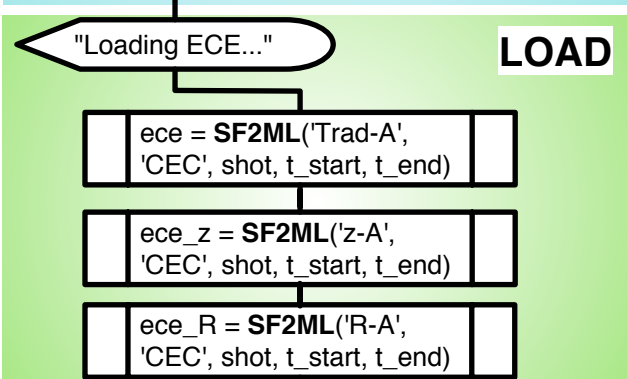 "Loading ECE..."
LOAD
ece = SF2ML('Trad-A',
'CEC', shot, t_start, t_end)
ece_z = SF2ML('z-A',
'CEC', shot, t_start, t_end)
ece_R = SF2ML('R-A',
'CEC', shot, t_start, t_end)